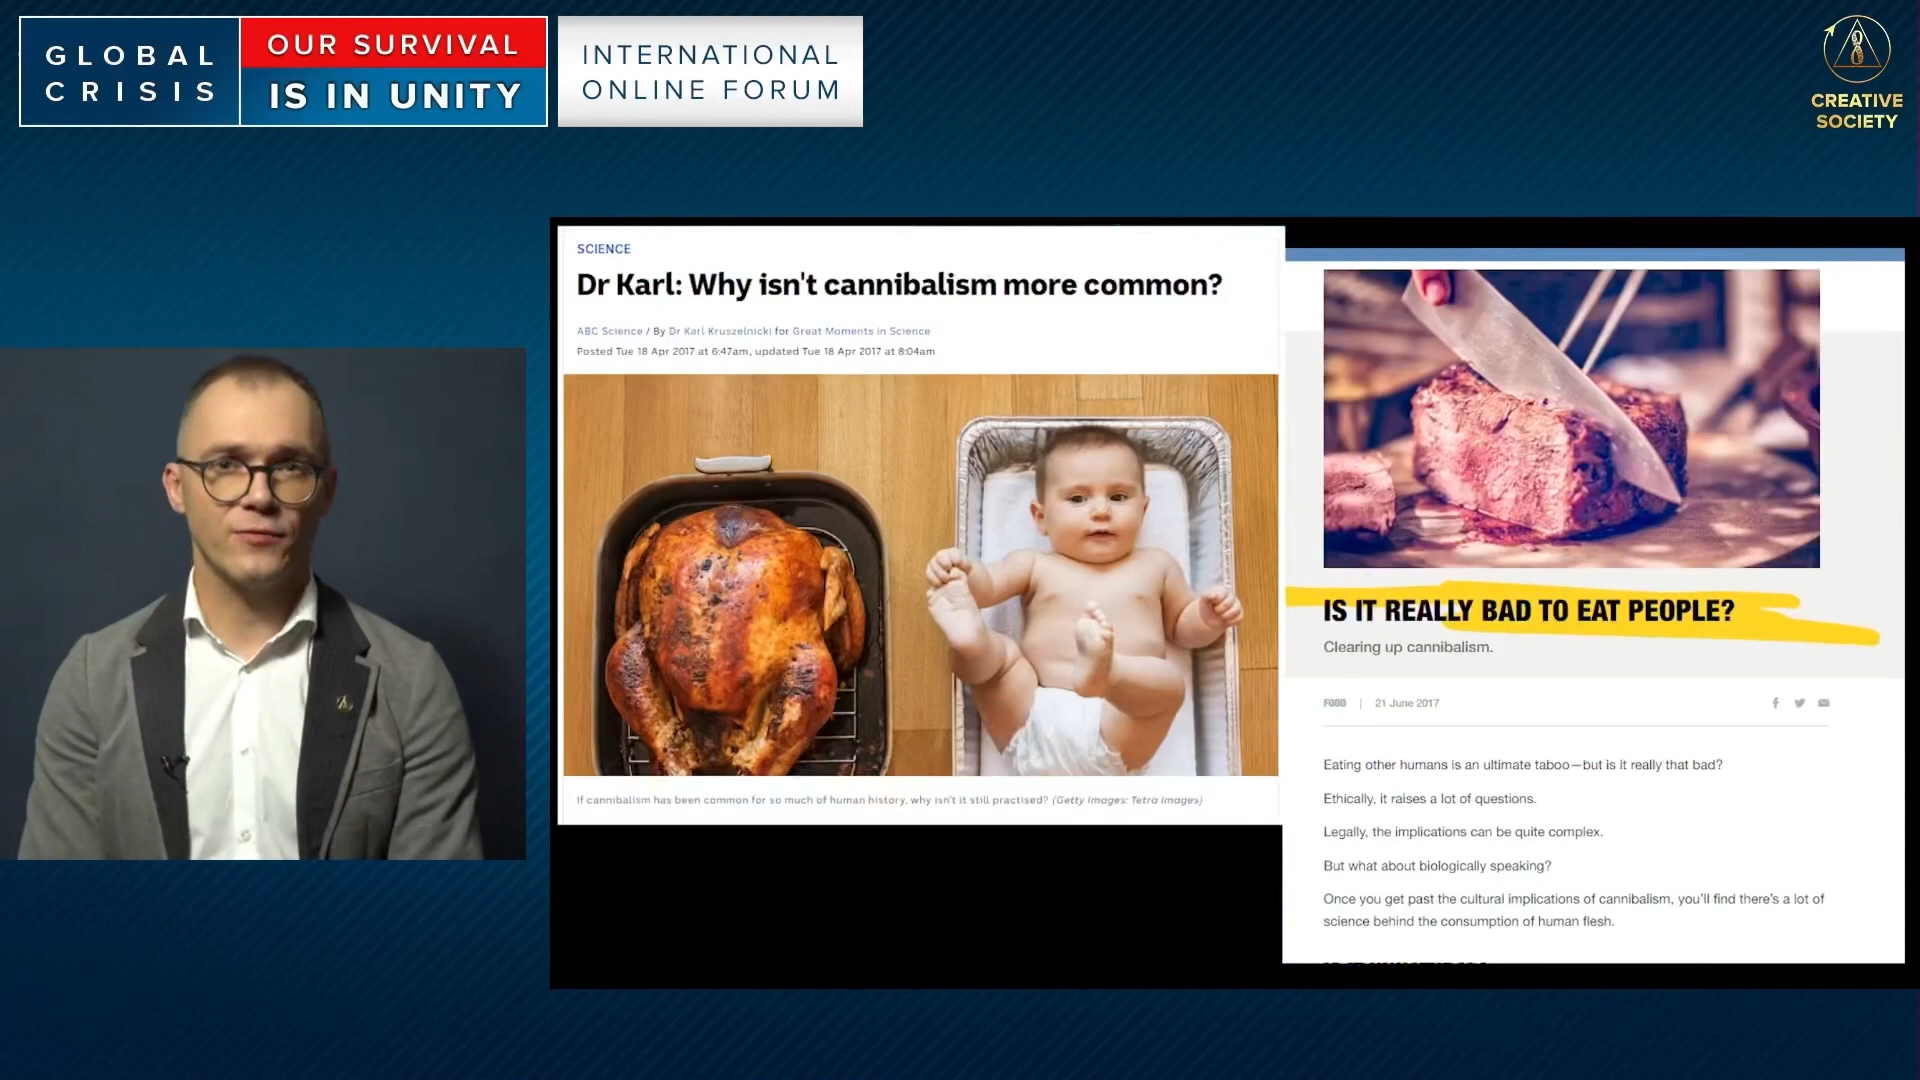 GLOBAL
CRISIS
OUR SURVIVAL
IS IN UNITY
INTERNATIONAL
ONLINE FORUM
CREATIVE
SOCIETY
SCIENCE
Dr Karl: Why isn't cannibalism more common?
ABC Science / By Dr Karl Kruszelnicki for Great Moments in Science
Posted Tue 18 Apr 2017 at 6:47am, updated Tue 18 Apr 2017 at 8:04am
If cannibalism has been common for so much of human history, why isn't it still practised? (Getty Images: Tetra Images)
IS IT REALLY BAD TO EAT PEOPLE?
Clearing up cannibalism.
FOOD | 21 June 2017
Eating other humans is an ultimate taboo—but is it really that bad?
Ethically, it raises a lot of questions.
Legally, the implications can be quite complex.
But what about biologically speaking?
Once you get past the cultural implications of cannibalism, you'll find there's a lot of
science behind the consumption of human flesh.